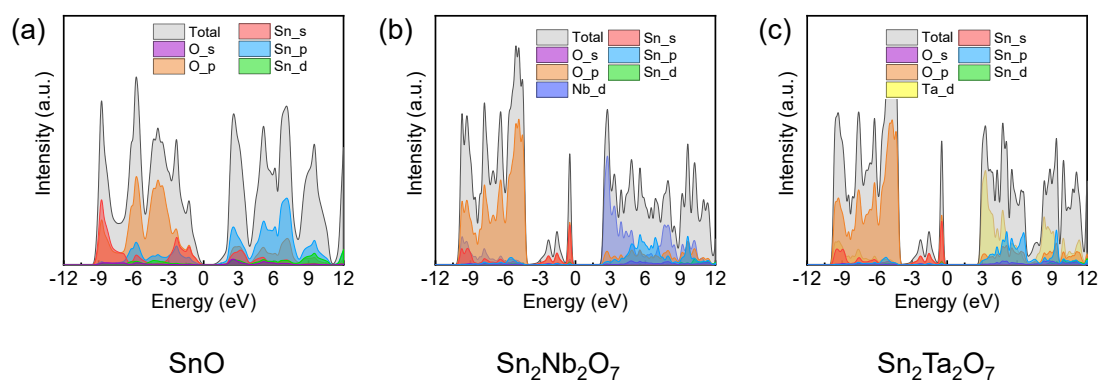 (a)
Total
Sn_s
O_s
Sn_p
O_p
Sn_d
Intensity (a.u.)
-12 -9 -6 -3 0 3 6 9 12
Energy (eV)
SnO
(b)
Total
Sn_s
O_s
Sn_p
O_p
Sn_d
Nb_d
Intensity (a.u.)
-12 -9 -6 -3 0 3 6 9 12
Energy (eV)
Sn₂Nb₂O₇
(c)
Total
Sn_s
O_s
Sn_p
O_p
Sn_d
Ta_d
Intensity (a.u.)
-12 -9 -6 -3 0 3 6 9 12
Energy (eV)
Sn₂Ta₂O₇